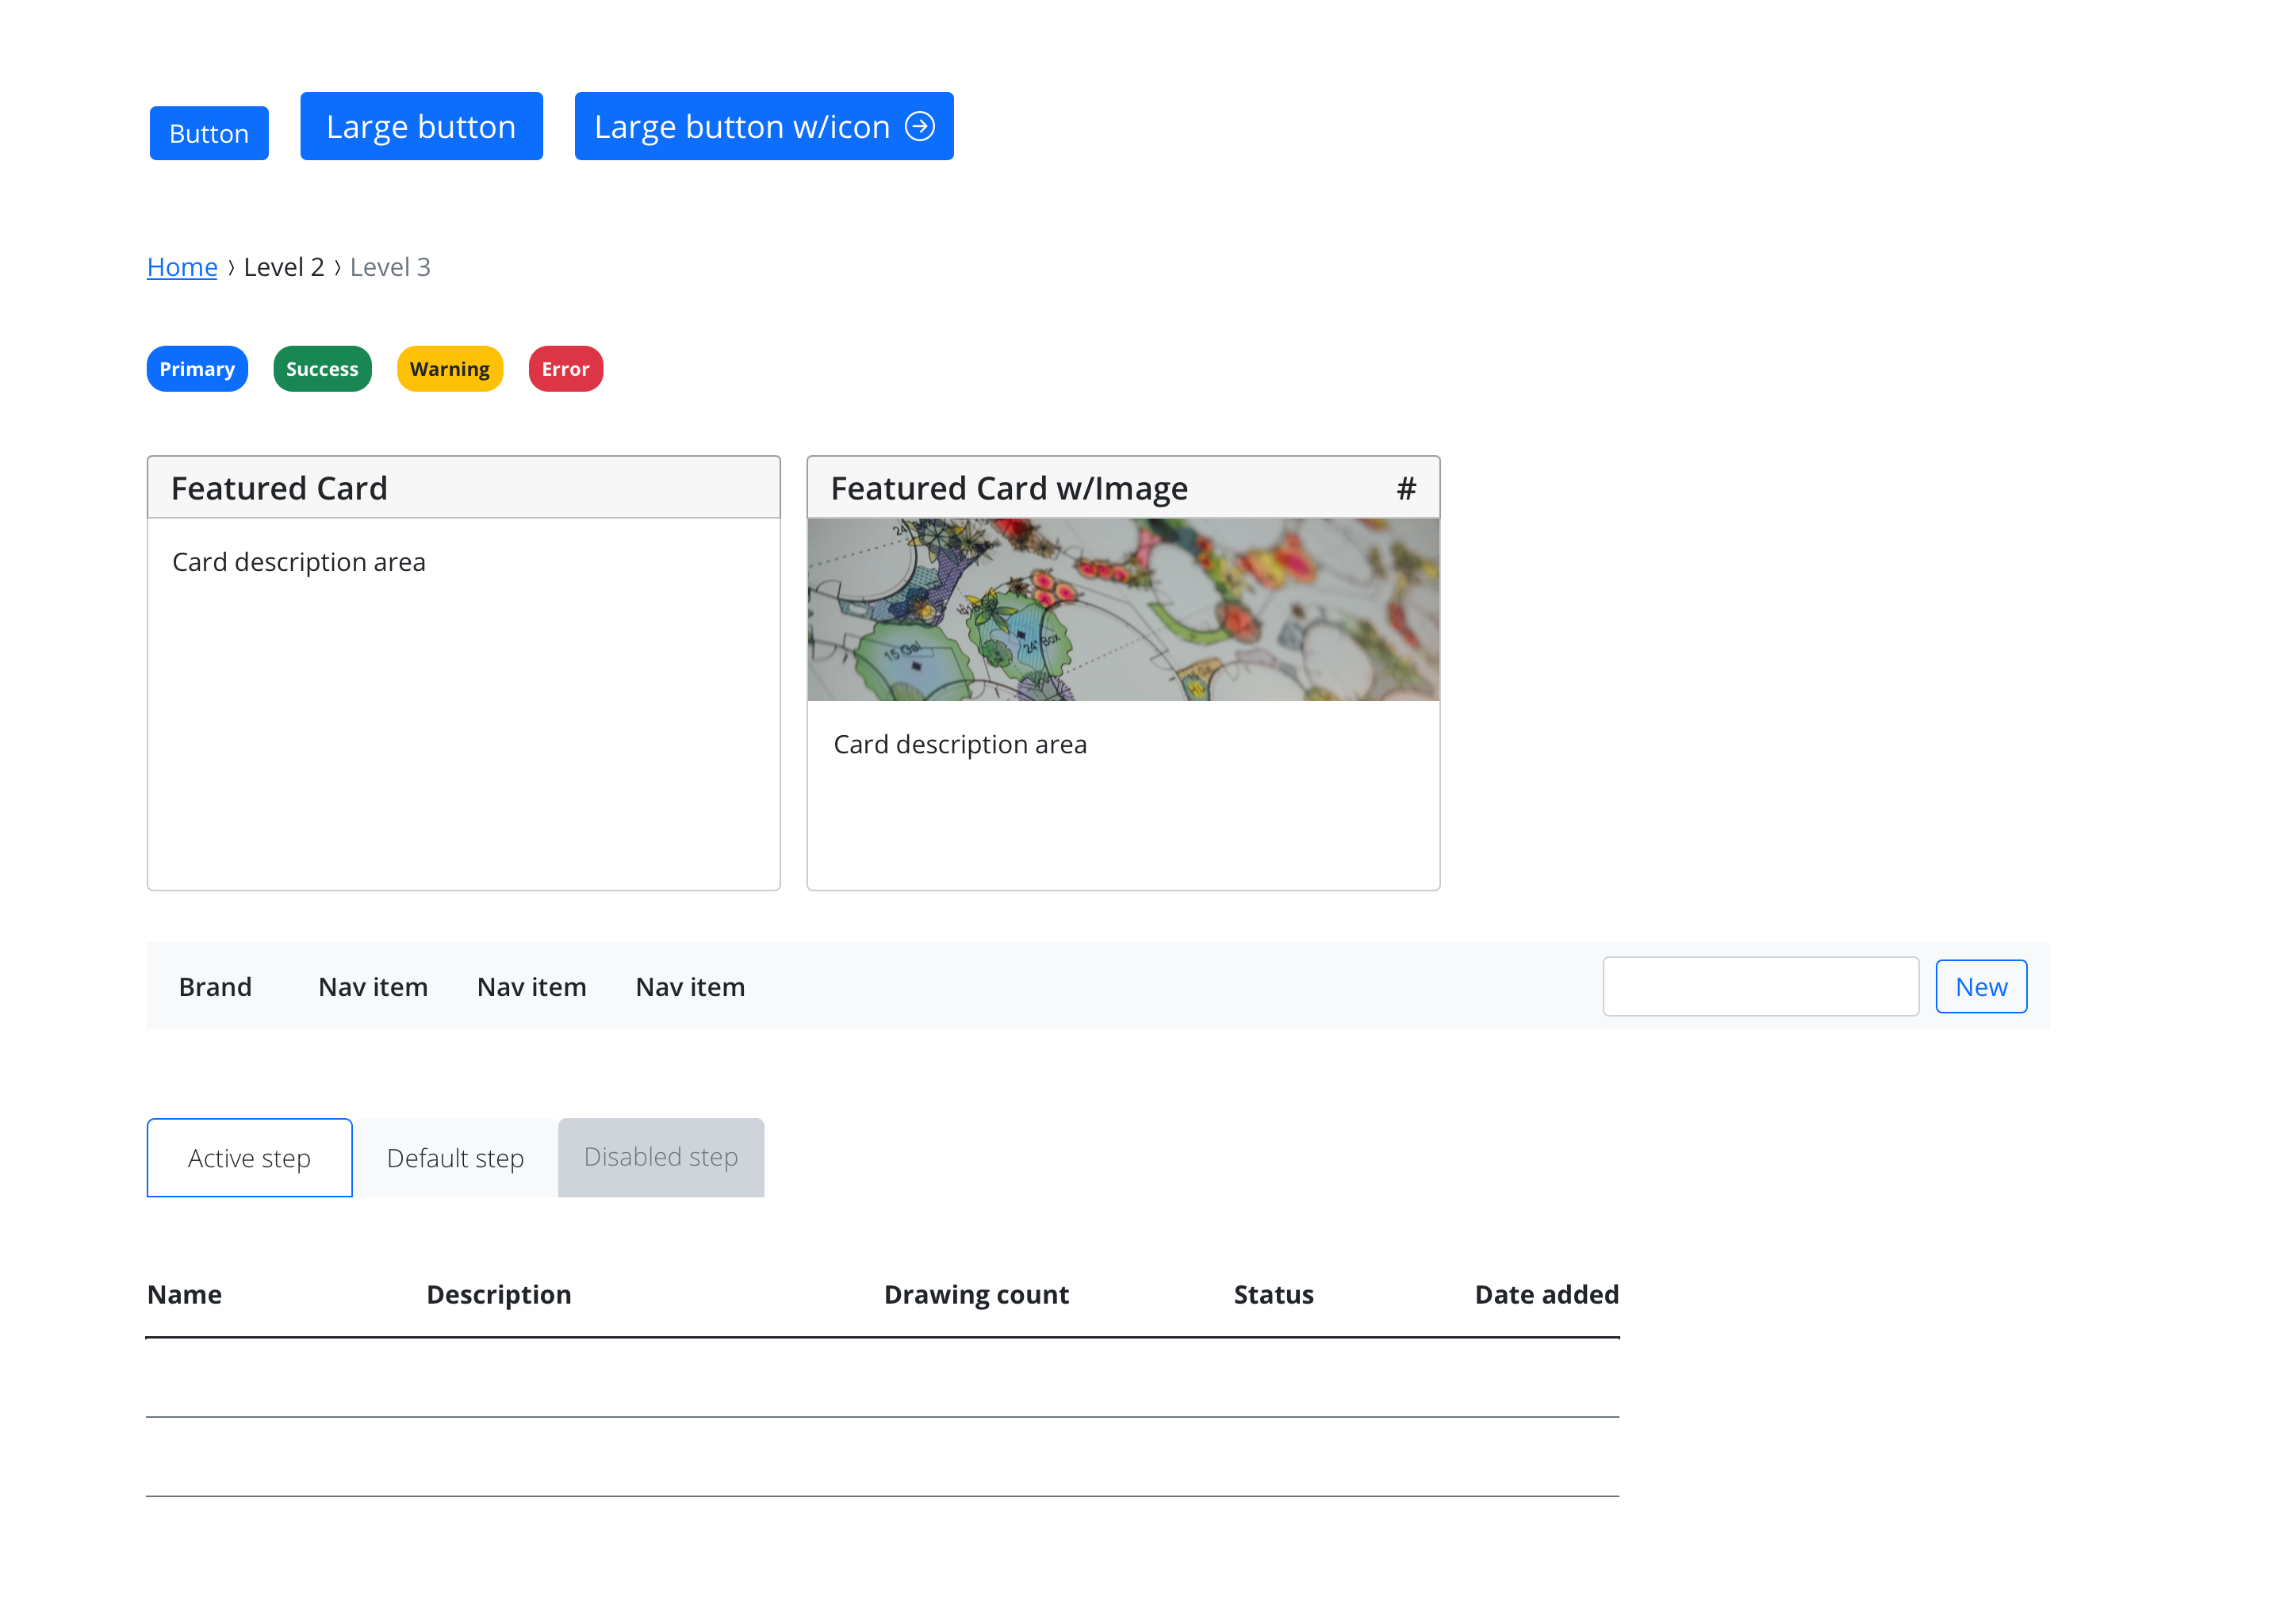 Button Large button Large button w/icon
Home › Level 2 › Level 3
Primary Success Warning Error
Featured Card
Card description area
Featured Card w/Image #
15 Gal
24" Box
Card description area
Brand Nav item Nav item Nav item New
Active step Default step Disabled step
Name Description Drawing count Status Date added